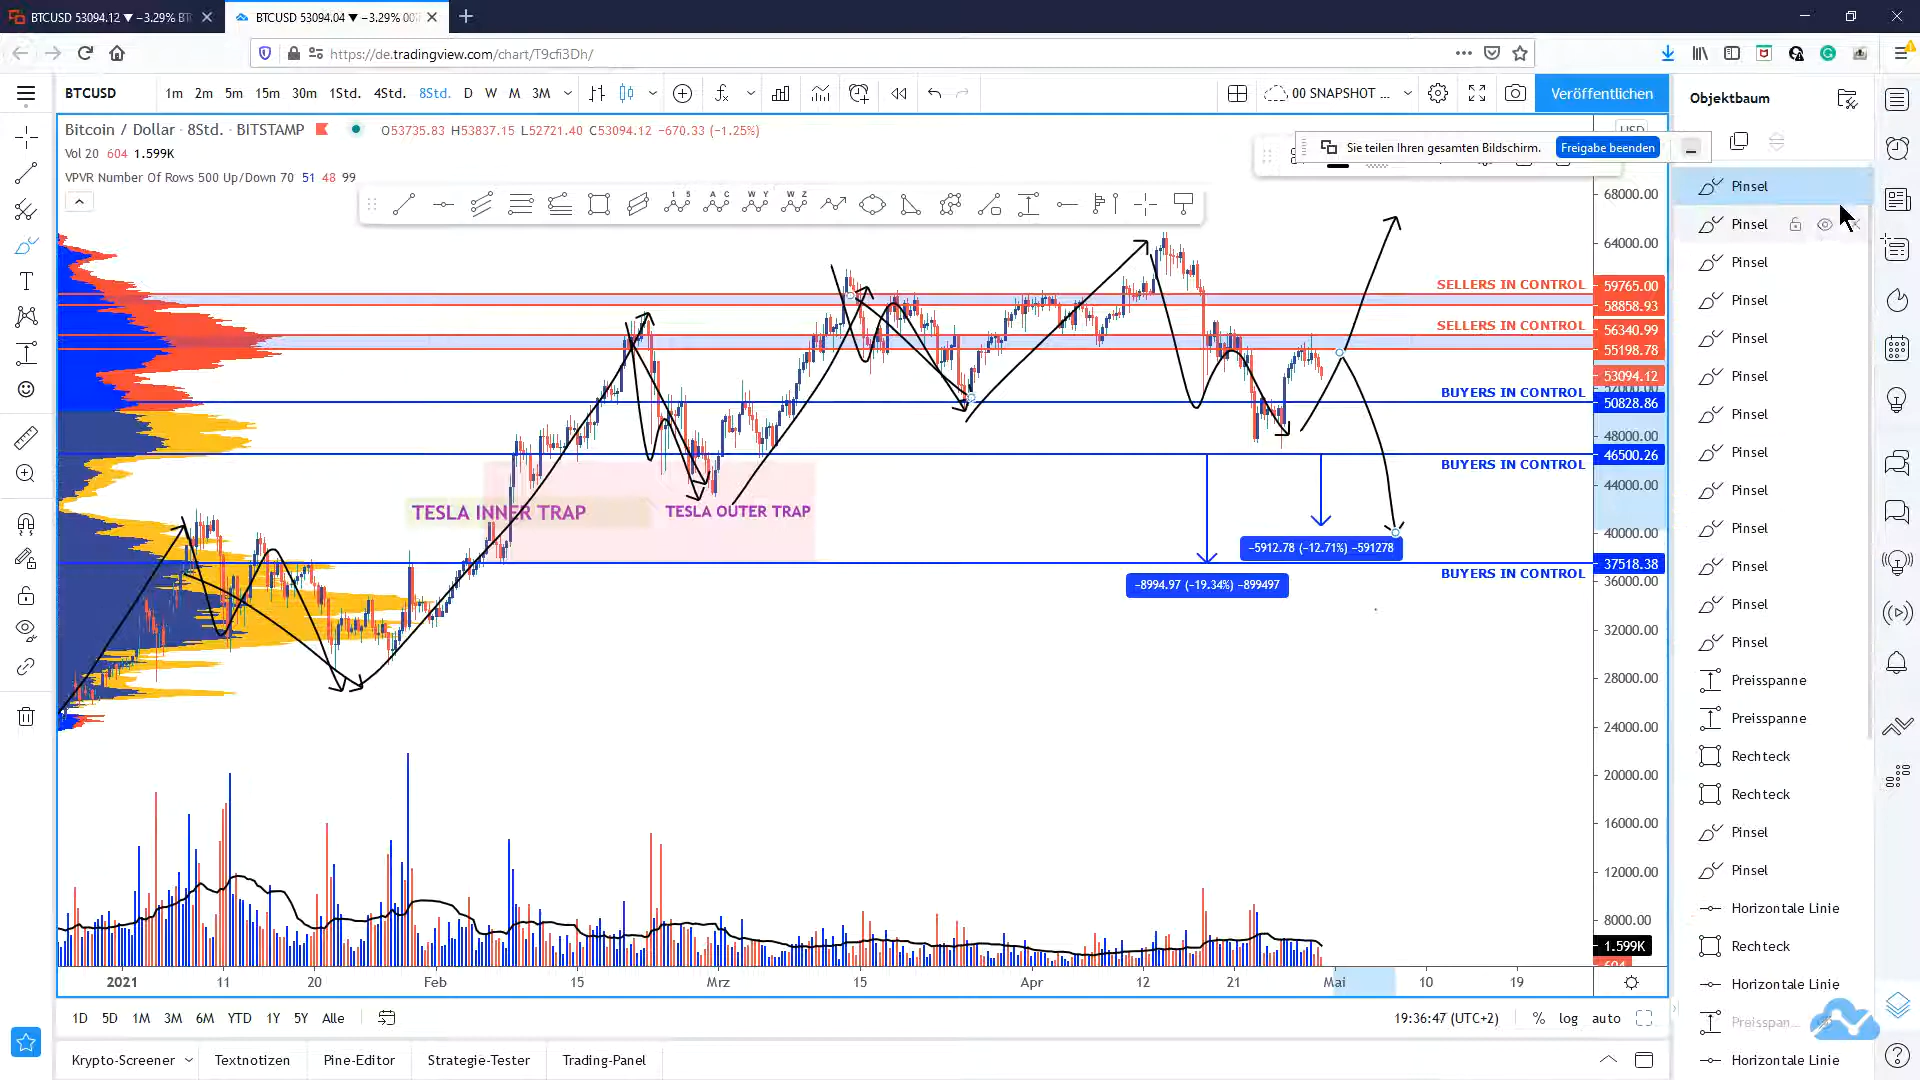 BTCUSD 53094.12 ▼ −3.29%
BTCUSD 53094.04 ▼ −3.29% 00
https://de.tradingview.com/chart/T9cfi3Dh/
BTCUSD
1m 2m 5m 15m 30m 1Std. 4Std. 8Std. D W M 3M
00 SNAPSHOT ...
Veröffentlichen
Objektbaum
Bitcoin / Dollar · 8Std. · BITSTAMP
O53735.83 H53837.15 L52721.40 C53094.12 −670.33 (−1.25%)
Vol 20 604 1.599K
VPVR Number Of Rows 500 Up/Down 70 51 48 99
Sie teilen Ihren gesamten Bildschirm.
Freigabe beenden
USD
68000.00
64000.00
SELLERS IN CONTROL 59765.00
58858.93
SELLERS IN CONTROL 56340.99
55198.78
53094.12
BUYERS IN CONTROL
50828.86
48000.00
46500.26
BUYERS IN CONTROL
44000.00
TESLA INNER TRAP
TESLA OUTER TRAP
40000.00
−5912.78 (−12.71%) −591278
37518.38
BUYERS IN CONTROL
36000.00
−8994.97 (−19.34%) −899497
32000.00
28000.00
24000.00
20000.00
16000.00
12000.00
8000.00
1.599K
604
2021 11 20 Feb 15 Mrz 15 Apr 12 21 Mai 10 19
1D 5D 1M 3M 6M YTD 1Y 5Y Alle
19:36:47 (UTC+2)
% log auto
Krypto-Screener
Textnotizen
Pine-Editor
Strategie-Tester
Trading-Panel
Pinsel
Pinsel
Pinsel
Pinsel
Pinsel
Pinsel
Pinsel
Pinsel
Pinsel
Pinsel
Pinsel
Pinsel
Pinsel
Preisspanne
Preisspanne
Rechteck
Rechteck
Pinsel
Pinsel
Horizontale Linie
Rechteck
Horizontale Linie
Preisspan...
Horizontale Linie